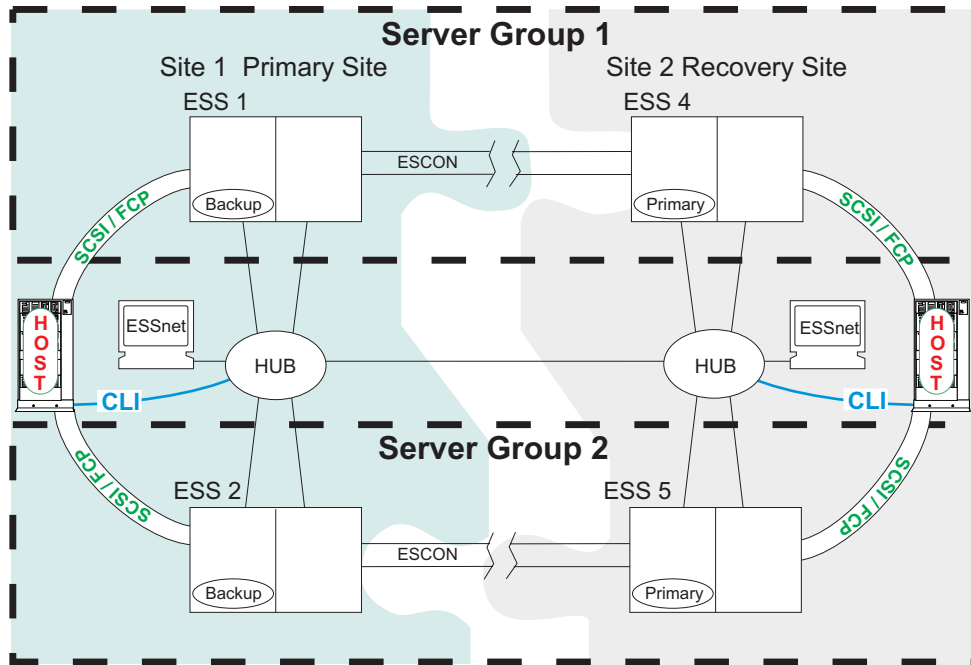 Server Group 1
Site 1 Primary Site
Site 2 Recovery Site
ESS 1
ESS 4
ESCON
Backup
Primary
SCSI / FCP
SCSI / FCP
HOST
ESSnet
HUB
HUB
ESSnet
HOST
CLI
CLI
Server Group 2
ESS 2
ESS 5
SCSI / FCP
SCSI / FCP
ESCON
Backup
Primary